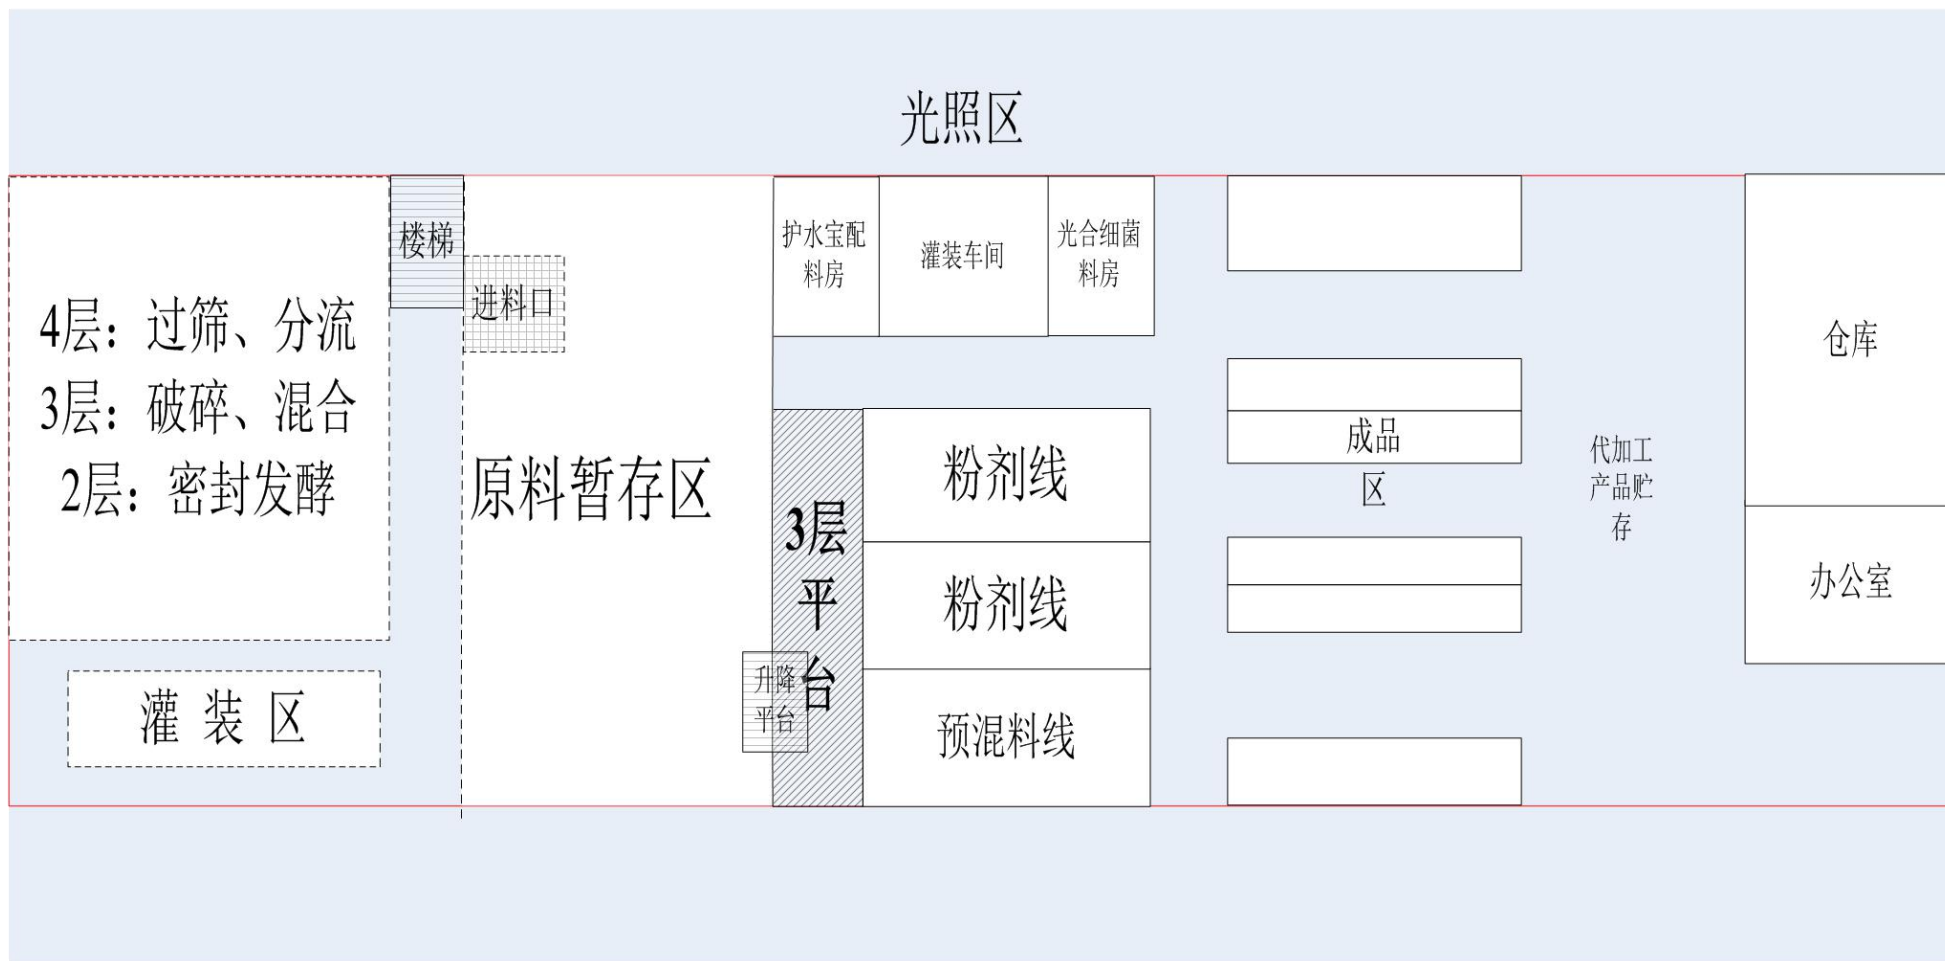 光照区
4层：过筛、分流
3层：破碎、混合
2层：密封发酵
灌 装 区
楼梯
进料口
原料暂存区
护水宝配
料房
灌装车间
光合细菌
料房
3层
平
台
升降
平台
粉剂线
粉剂线
预混料线
成品
区
代加工
产品贮
存
仓库
办公室